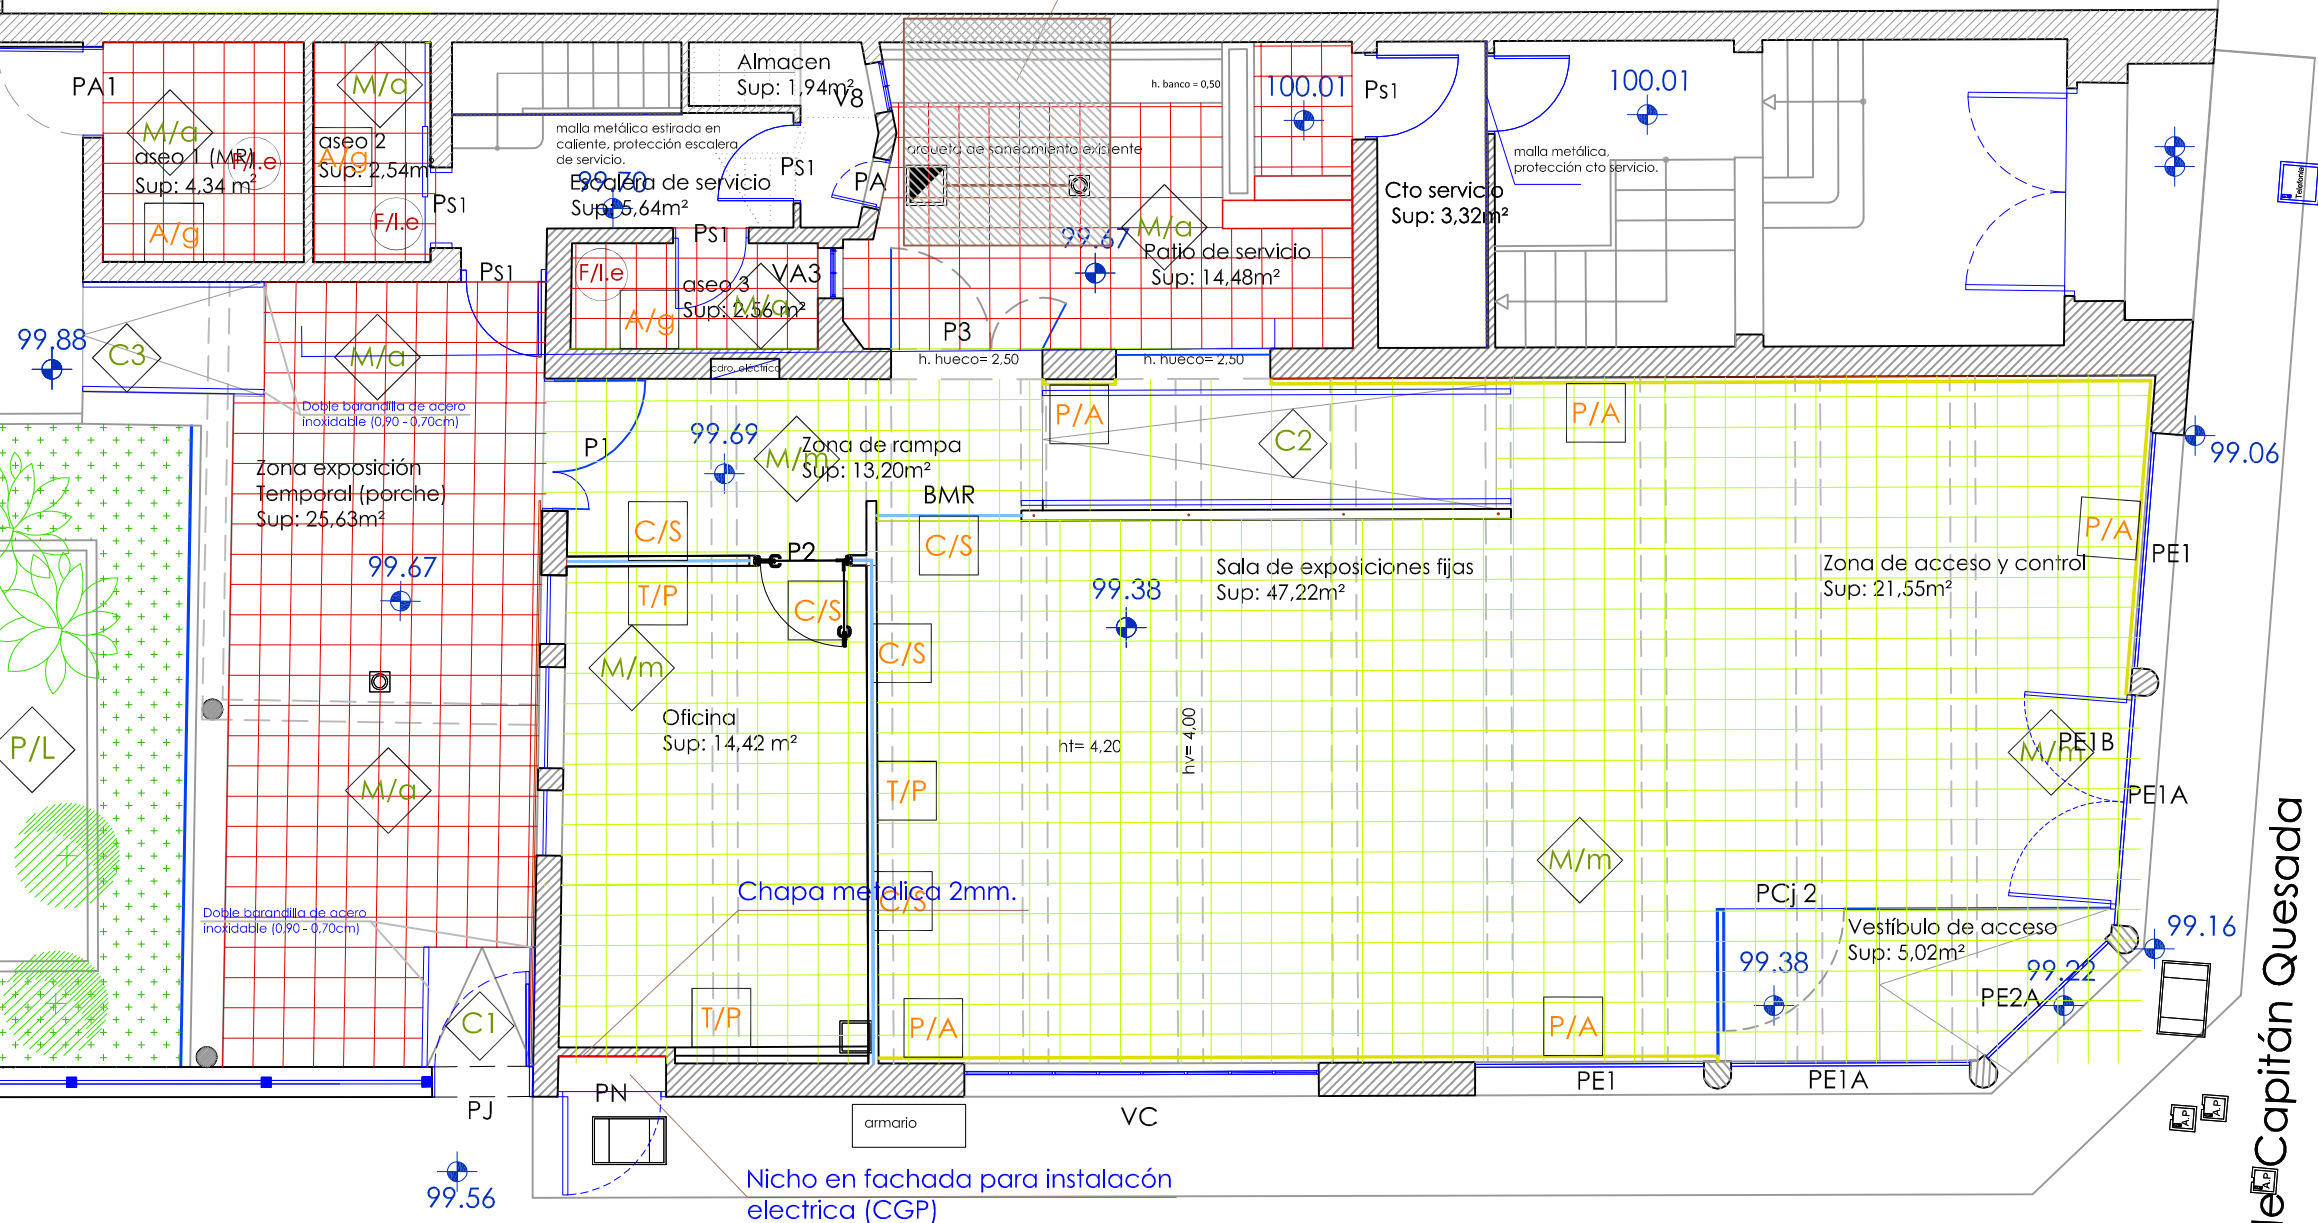 PA1
M/a
aseo 1 (MR)
Sup: 4,34 m²
F/I.e
A/g
M/a
aseo 2
Sup: 2,54m²
A/g
F/I.e
PS1
PS1
Almacen
Sup: 1,94m²
V8
malla metálica estirada en
caliente, protección escalera
de servicio.
99.70
Escalera de servicio
Sup: 5,64m²
PS1
PA
PS1
F/I.e
aseo 3
Sup: 2,56 m²
A/g
M/a
VA3
h. banco = 0,50
arqueta de saneamiento existente
M/a
99.67
Patio de servicio
Sup: 14,48m²
P3
h. hueco= 2,50
h. hueco= 2,50
cdro. eléctrico
100.01
PS1
Cto servicio
Sup: 3,32m²
100.01
malla metálica,
protección cto servicio.
Telefonía
99.88
C3
M/a
Doble barandilla de acero
inoxidable (0,90 - 0,70cm)
Zona exposición
Temporal (porche)
Sup: 25,63m²
99.67
P/L
M/a
Doble barandilla de acero
inoxidable (0,90 - 0,70cm)
C1
PJ
99.56
P1
99.69
M/m
Zona de rampa
Sup: 13,20m²
BMR
P/A
C2
P/A
99.06
C/S
P2
C/S
T/P
C/S
M/m
C/S
Oficina
Sup: 14,42 m²
99.38
Sala de exposiciones fijas
Sup: 47,22m²
Zona de acceso y control
Sup: 21,55m²
P/A
PE1
ht= 4,20
hv= 4,00
T/P
M/m
PE1B
PE1A
M/m
Chapa metalica 2mm.
C/S
PCj 2
Vestíbulo de acceso
Sup: 5,02m²
99.38
99.22
99.16
PE2A
T/P
P/A
P/A
PN
armario
VC
PE1
PE1A
Nicho en fachada para instalacón
electrica (CGP)
A.P
A.P
A.P
le Capitán Quesada